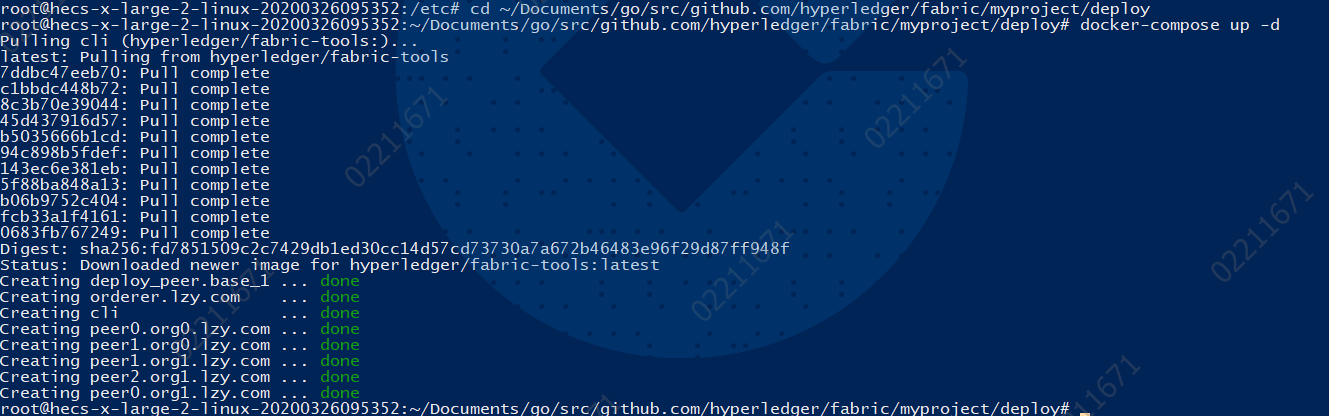 root@hecs-x-large-2-linux-20200326095352:/etc# cd ~/Documents/go/src/github.com/hyperledger/fabric/myproject/deploy
root@hecs-x-large-2-linux-20200326095352:~/Documents/go/src/github.com/hyperledger/fabric/myproject/deploy# docker-compose up -d
Pulling cli (hyperledger/fabric-tools:)...
latest: Pulling from hyperledger/fabric-tools
7ddbc47eeb70: Pull complete
c1bbdc448b72: Pull complete
8c3b70e39044: Pull complete
45d437916d57: Pull complete
b5035666b1cd: Pull complete
94c898b5fdef: Pull complete
143ec6e381eb: Pull complete
5f88ba848a13: Pull complete
b06b9752c404: Pull complete
fcb33a1f4161: Pull complete
0683fb767249: Pull complete
Digest: sha256:fd7851509c2c7429db1ed30cc14d57cd73730a7a672b46483e96f29d87ff948f
Status: Downloaded newer image for hyperledger/fabric-tools:latest
Creating deploy_peer.base_1 ... done
Creating orderer.lzy.com    ... done
Creating cli                ... done
Creating peer0.org0.lzy.com ... done
Creating peer1.org0.lzy.com ... done
Creating peer1.org1.lzy.com ... done
Creating peer2.org1.lzy.com ... done
Creating peer0.org1.lzy.com ... done
root@hecs-x-large-2-linux-20200326095352:~/Documents/go/src/github.com/hyperledger/fabric/myproject/deploy#
02211671
02211671
02211671
02211671
02211671
02211671